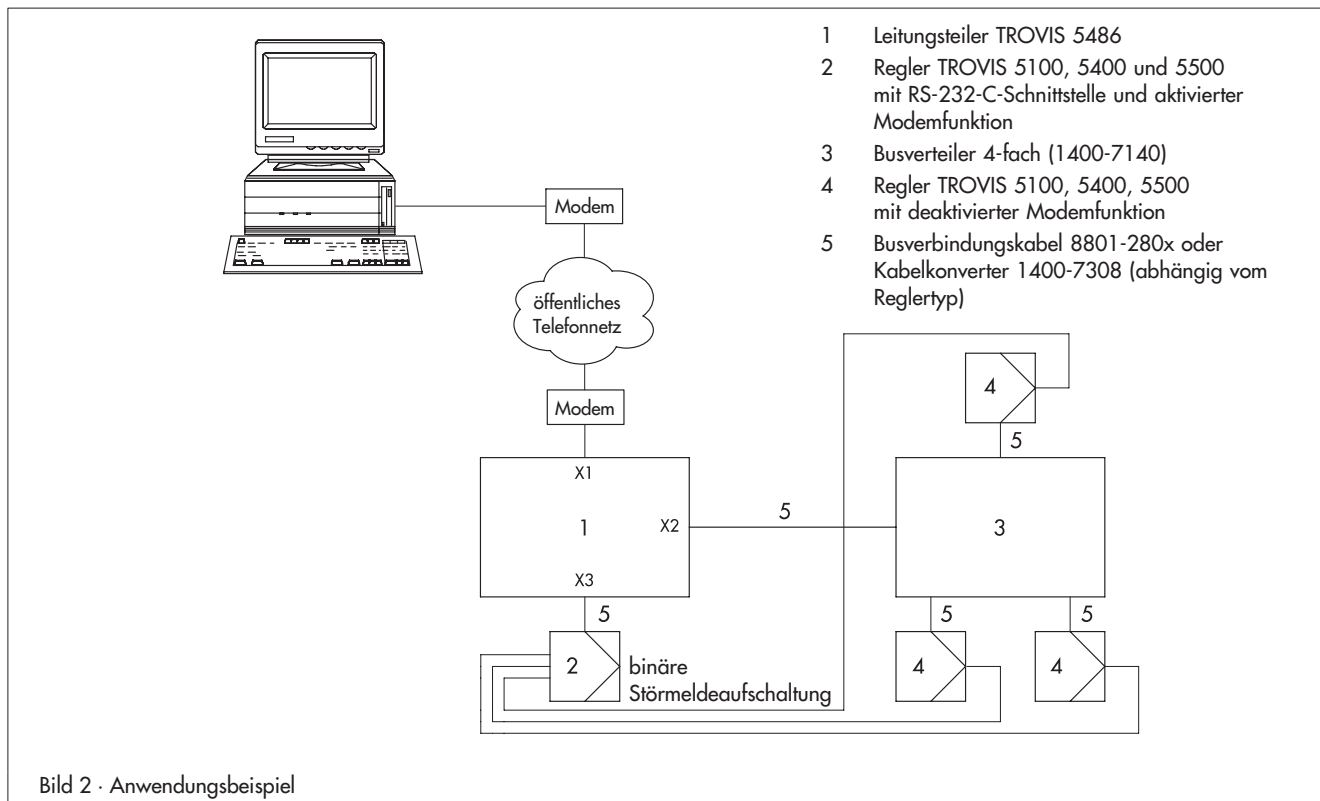 1 Leitungsteiler TROVIS 5486
2 Regler TROVIS 5100, 5400 und 5500
mit RS-232-C-Schnittstelle und aktivierter
Modemfunktion
3 Busverteiler 4-fach (1400-7140)
4 Regler TROVIS 5100, 5400, 5500
mit deaktivierter Modemfunktion
5 Busverbindungskabel 8801-280x oder
Kabelkonverter 1400-7308 (abhängig vom
Reglertyp)
Modem
öffentliches
Telefonnetz
Modem
4
5
X1
1
X2
5
3
X3
5
5
5
2
binäre
Störmeldeaufschaltung
4
4
Bild 2 · Anwendungsbeispiel